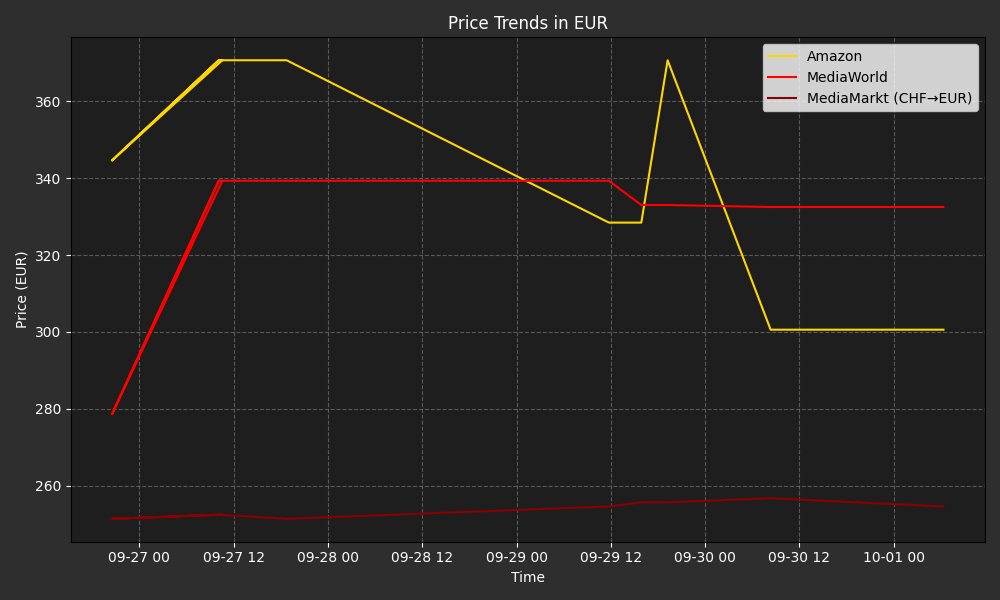 Price Trends in EUR
Amazon
MediaWorld
MediaMarkt (CHF→EUR)
Price (EUR)
360
340
320
300
280
260
09-27 00
09-27 12
09-28 00
09-28 12
09-29 00
09-29 12
09-30 00
09-30 12
10-01 00
Time